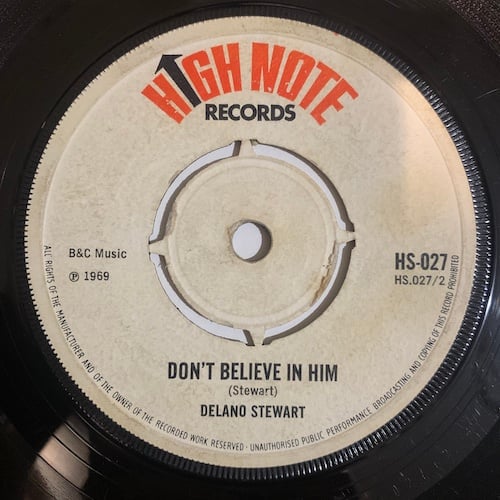 HIGH NOTE
RECORDS
B&C Music
℗ 1969
HS-027
HS.027/2
DON'T BELIEVE IN HIM
(Stewart)
DELANO STEWART
ALL RIGHTS OF THE MANUFACTURER AND OF THE OWNER OF THE RECORDED WORK RESERVED · UNAUTHORISED PUBLIC PERFORMANCE BROADCASTING AND COPYING OF THIS RECORD PROHIBITED